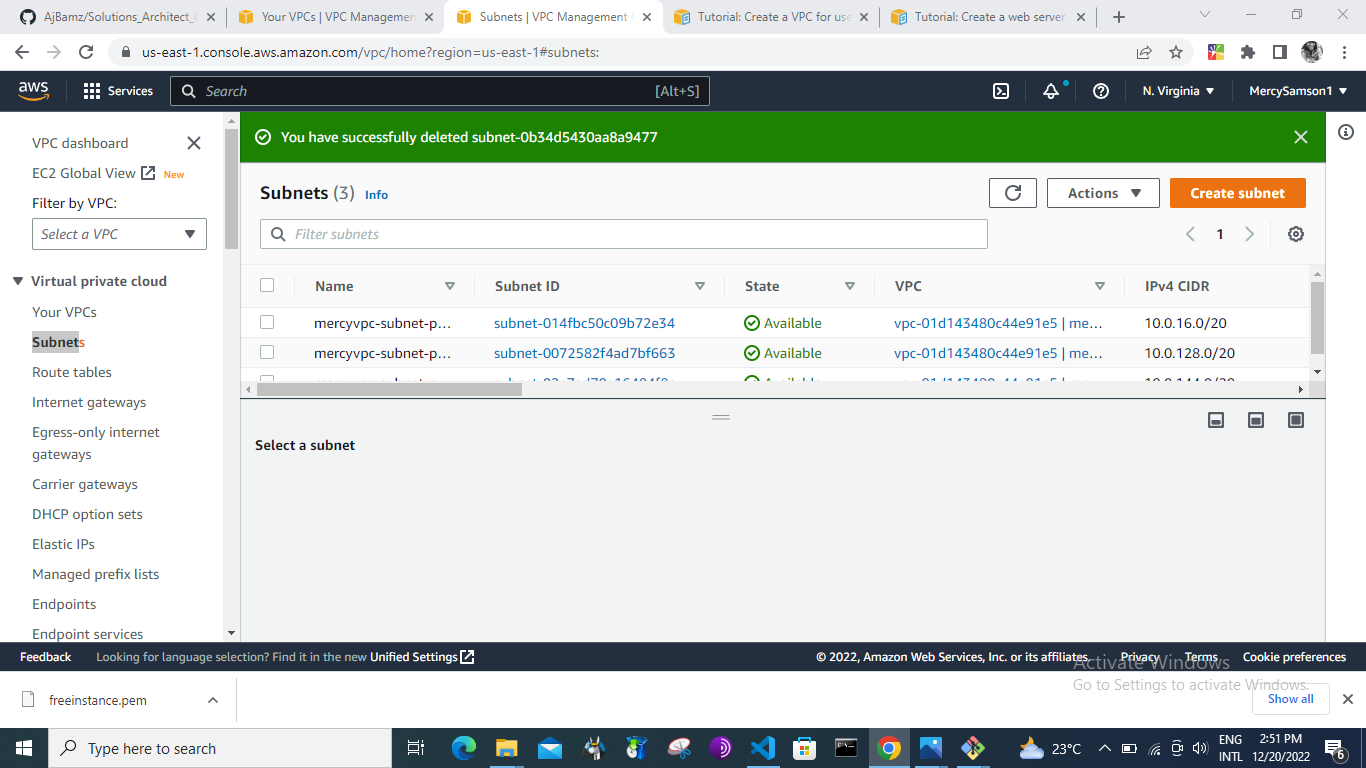 AjBamz/Solutions_Architect_
Your VPCs | VPC Management
Subnets | VPC Management
Tutorial: Create a VPC for use
Tutorial: Create a web server
us-east-1.console.aws.amazon.com/vpc/home?region=us-east-1#subnets:
aws
Services
Search
[Alt+S]
N. Virginia
MercySamson1
VPC dashboard
EC2 Global View
New
Filter by VPC:
Select a VPC
Virtual private cloud
Your VPCs
Subnets
Route tables
Internet gateways
Egress-only internet
gateways
Carrier gateways
DHCP option sets
Elastic IPs
Managed prefix lists
Endpoints
Endpoint services
You have successfully deleted subnet-0b34d5430aa8a9477
Subnets (3) Info
Actions
Create subnet
Filter subnets
1
Name Subnet ID State VPC IPv4 CIDR
mercyvpc-subnet-p... subnet-014fbc50c09b72e34 Available vpc-01d143480c44e91e5 | me... 10.0.16.0/20
mercyvpc-subnet-p... subnet-0072582f4ad7bf663 Available vpc-01d143480c44e91e5 | me... 10.0.128.0/20
Select a subnet
Feedback Looking for language selection? Find it in the new Unified Settings
© 2022, Amazon Web Services, Inc. or its affiliates. Privacy Terms Cookie preferences
Activate Windows
Go to Settings to activate Windows.
freeinstance.pem
Show all
Type here to search
23°C
ENG
INTL
2:51 PM
12/20/2022
6